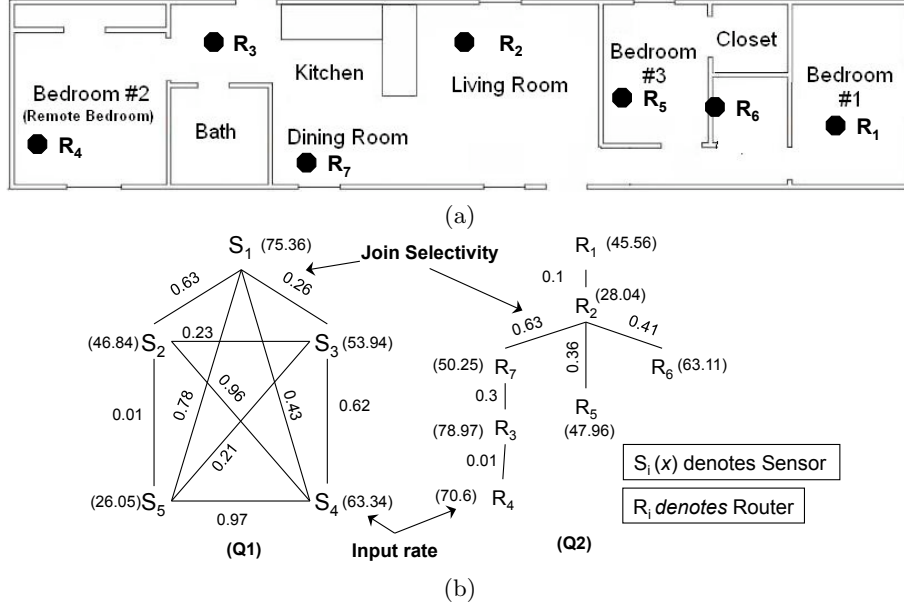 R3
R2
Closet
Bedroom #3
Kitchen
Bedroom #2
(Remote Bedroom)
Living Room
Bedroom #1
R5
R6
R1
Bath
Dining Room
R4
R7
(a)
S1 (75.36)
Join Selectivity
R1 (45.56)
0.63
0.26
0.1
R2 (28.04)
(46.84) S2
0.23
S3 (53.94)
0.63
0.36
0.41
(50.25) R7
R6 (63.11)
0.78
0.96
0.43
0.3
0.01
0.62
R5
(47.96)
(78.97) R3
0.21
0.01
Si (x) denotes Sensor
(26.05) S5
0.97
S4 (63.34)
(70.6) R4
Ri denotes Router
(Q1)
Input rate
(Q2)
(b)